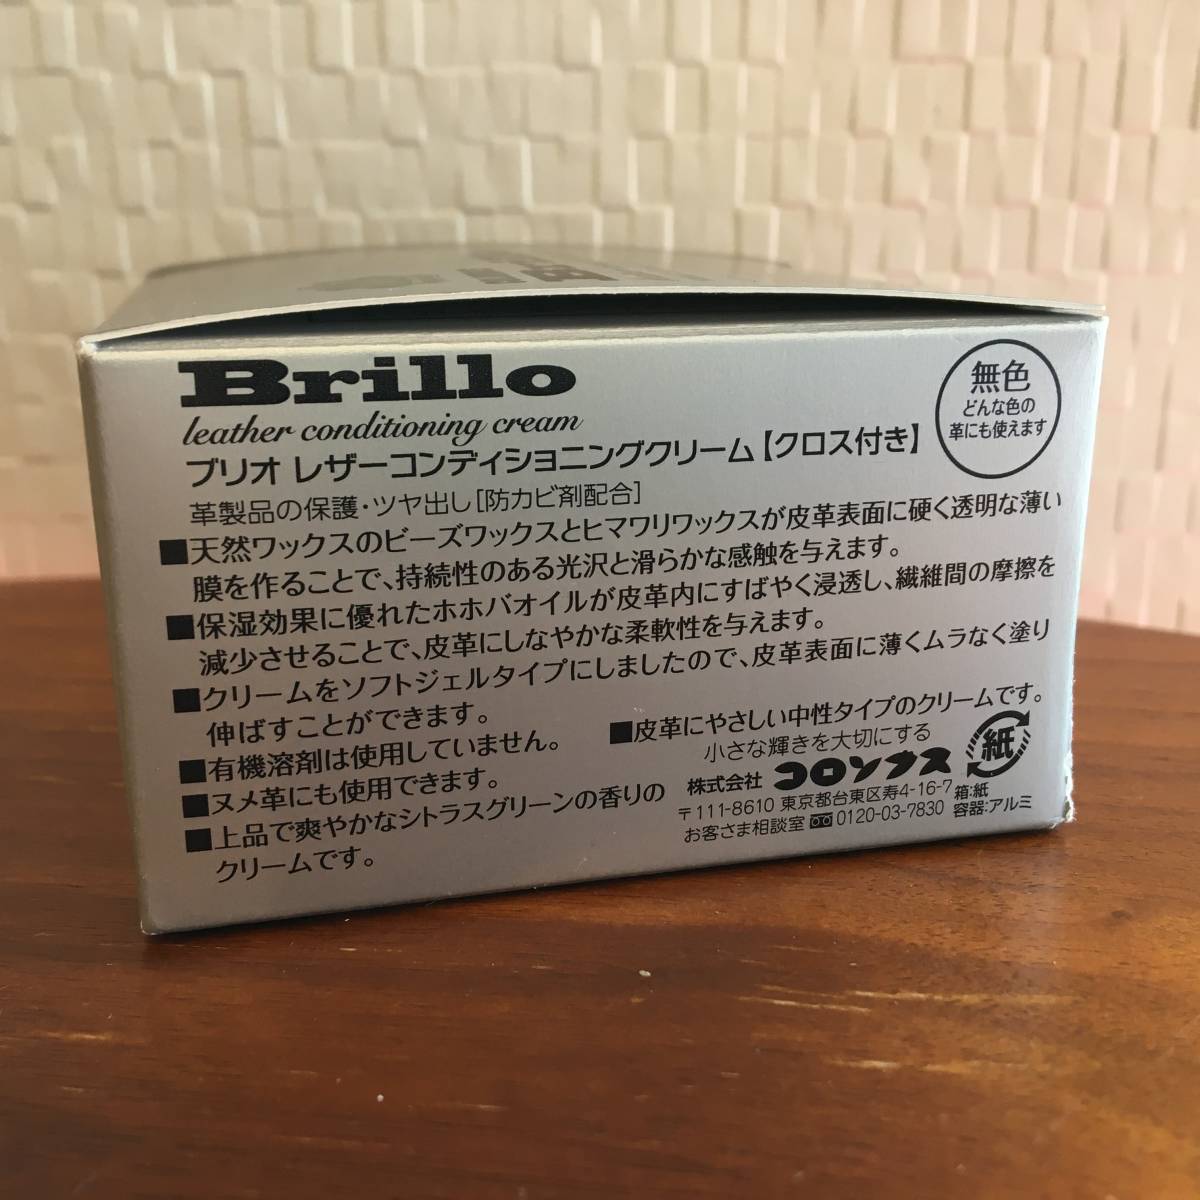 Brillo
leather conditioning cream
ブリオ レザーコンディショニングクリーム【クロス付き】
無色
どんな色の
革にも使えます
革製品の保護・ツヤ出し[防カビ剤配合]
■天然ワックスのビーズワックスとヒマワリワックスが皮革表面に硬く透明な薄い
膜を作ることで、持続性のある光沢と滑らかな感触を与えます。
■保湿効果に優れたホホバオイルが皮革内にすばやく浸透し、繊維間の摩擦を
減少させることで、皮革にしなやかな柔軟性を与えます。
■クリームをソフトジェルタイプにしましたので、皮革表面に薄くムラなく塗り
伸ばすことができます。
■有機溶剤は使用していません。
■ヌメ革にも使用できます。
■上品で爽やかなシトラスグリーンの香りの
クリームです。
■皮革にやさしい中性タイプのクリームです。
小さな輝きを大切にする
株式会社 コロンブス
〒111-8610 東京都台東区寿4-16-7
お客さま相談室 0120-03-7830
紙
箱:紙
容器:アルミ